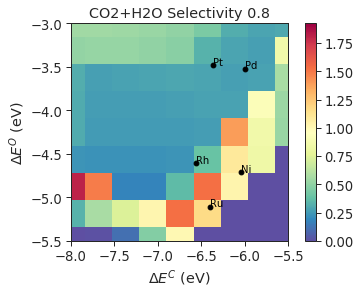 CO2+H2O Selectivity 0.8
−3.0
−3.5
−4.0
−4.5
−5.0
−5.5
ΔE^O (eV)
Pt
Pd
Rh
Ni
Ru
−8.0 −7.5 −7.0 −6.5 −6.0 −5.5
ΔE^C (eV)
1.75
1.50
1.25
1.00
0.75
0.50
0.25
0.00